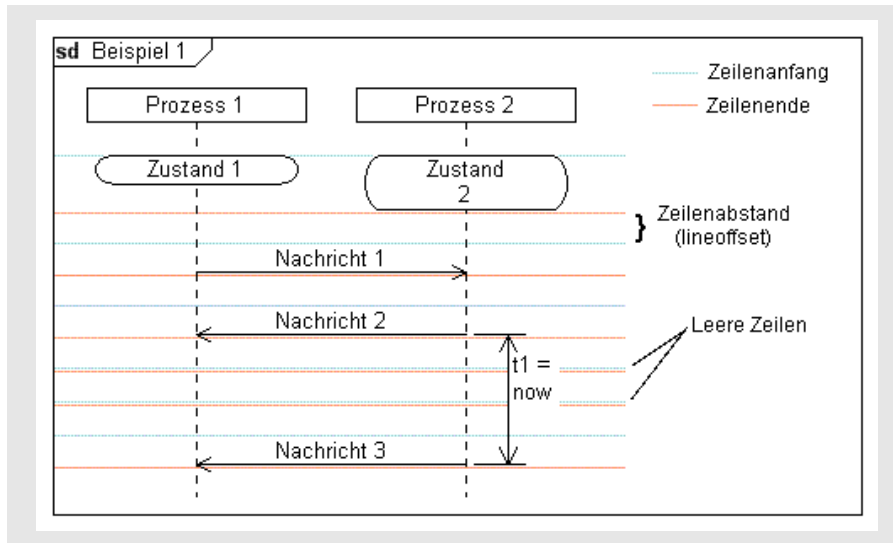 sd Beispiel 1
Zeilenanfang
Zeilenende
Prozess 1
Prozess 2
Zustand 1
Zustand
2
Zeilenabstand
(lineoffset)
}
Nachricht 1
Nachricht 2
Leere Zeilen
t1 =
now
Nachricht 3